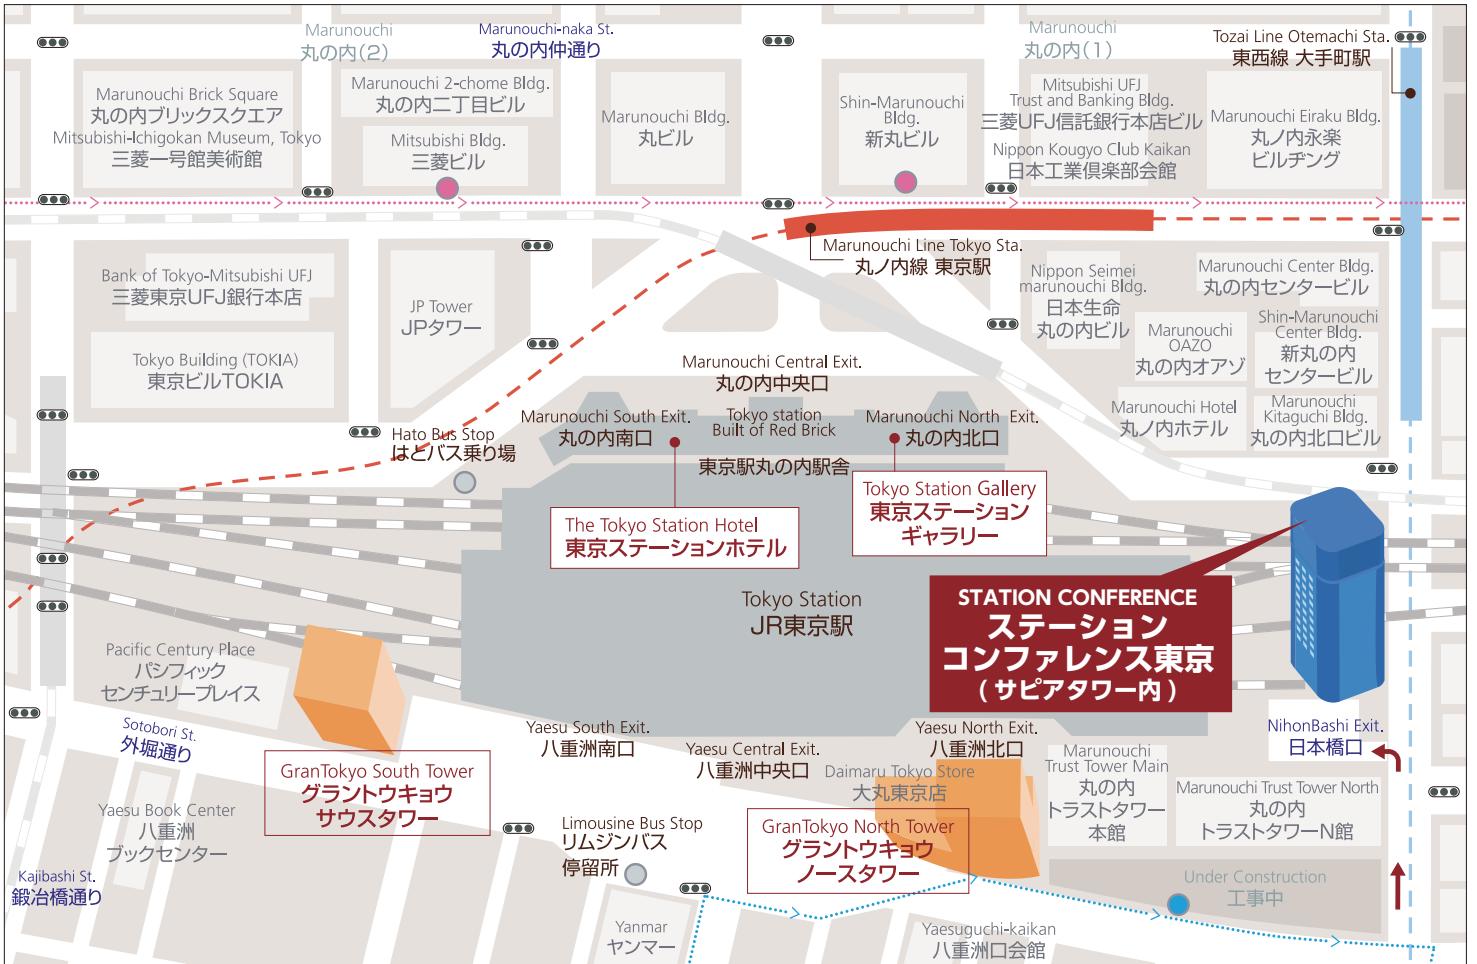 Marunouchi
丸の内(2)
Marunouchi-naka St.
丸の内仲通り
Marunouchi
丸の内(1)
Tozai Line Otemachi Sta.
東西線 大手町駅
Marunouchi Brick Square
丸の内ブリックスクエア
Mitsubishi-Ichigokan Museum, Tokyo
三菱一号館美術館
Marunouchi 2-chome Bldg.
丸の内二丁目ビル
Mitsubishi Bldg.
三菱ビル
Marunouchi Bldg.
丸ビル
Shin-Marunouchi
Bldg.
新丸ビル
Mitsubishi UFJ
Trust and Banking Bldg.
三菱UFJ信託銀行本店ビル
Nippon Kougyo Club Kaikan
日本工業倶楽部会館
Marunouchi Eiraku Bldg.
丸ノ内永楽
ビルヂング
Marunouchi Line Tokyo Sta.
丸ノ内線 東京駅
Bank of Tokyo-Mitsubishi UFJ
三菱東京UFJ銀行本店
JP Tower
JPタワー
Tokyo Building (TOKIA)
東京ビルTOKIA
Nippon Seimei
marunouchi Bldg.
日本生命
丸の内ビル
Marunouchi Center Bldg.
丸の内センタービル
Marunouchi
OAZO
丸の内オアゾ
Shin-Marunouchi
Center Bldg.
新丸の内
センタービル
Marunouchi Hotel
丸ノ内ホテル
Marunouchi
Kitaguchi Bldg.
丸の内北口ビル
Marunouchi Central Exit.
丸の内中央口
Marunouchi South Exit.
丸の内南口
Tokyo station
Built of Red Brick
東京駅丸の内駅舎
Marunouchi North Exit.
丸の内北口
Hato Bus Stop
はとバス乗り場
The Tokyo Station Hotel
東京ステーションホテル
Tokyo Station Gallery
東京ステーション
ギャラリー
Tokyo Station
JR東京駅
STATION CONFERENCE
ステーション
コンファレンス東京
(サピアタワー内)
Pacific Century Place
パシフィック
センチュリープレイス
Sotobori St.
外堀通り
GranTokyo South Tower
グラントウキョウ
サウスタワー
Yaesu South Exit.
八重洲南口
Yaesu Central Exit.
八重洲中央口
Yaesu North Exit.
八重洲北口
Daimaru Tokyo Store
大丸東京店
GranTokyo North Tower
グラントウキョウ
ノースタワー
Marunouchi
Trust Tower Main
丸の内
トラストタワー
本館
NihonBashi Exit.
日本橋口
Marunouchi Trust Tower North
丸の内
トラストタワーN館
Yaesu Book Center
八重洲
ブックセンター
Kajibashi St.
鍛冶橋通り
Limousine Bus Stop
リムジンバス
停留所
Under Construction
工事中
Yanmar
ヤンマー
Yaesuguchi-kaikan
八重洲口会館